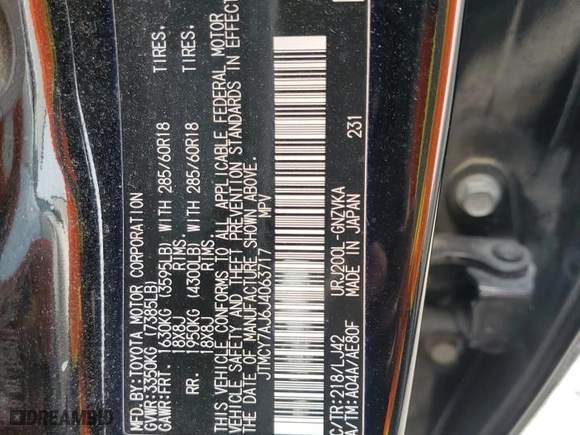 MFD.BY:TOYOTA MOTOR CORPORATION
GVWR:3350KG (7385LB)
GAWR:FRT. 1630KG (3595LB) WITH 285/60R18 TIRES,
18X8J RIMS,
RR. 1950KG (4300LB) WITH 285/60R18 TIRES,
18X8J RIMS,
THIS VEHICLE CONFORMS TO ALL APPLICABLE FEDERAL MOTOR
VEHICLE SAFETY AND THEFT PREVENTION STANDARDS IN EFFECT
ON THE DATE OF MANUFACTURE SHOWN ABOVE.
JTMCY7AJ6J4063717 MPV
231
C/TR:218/LJ42 URJ200L-GNZVKA
A/TM:A04A/AE80F MADE IN JAPAN